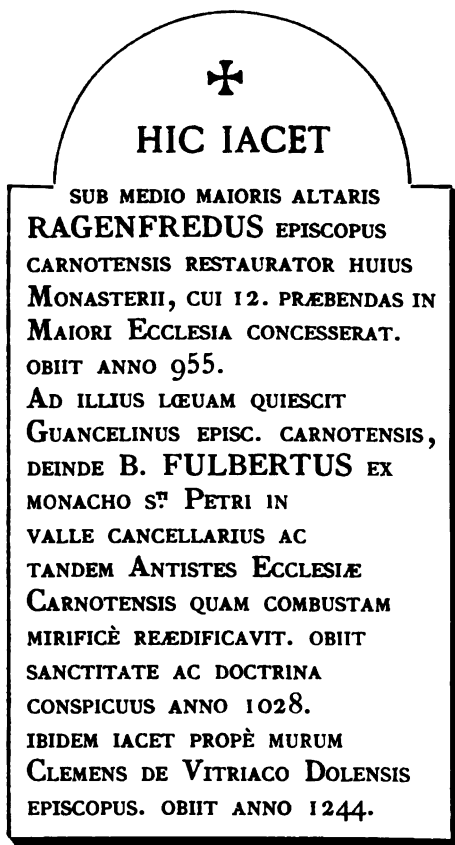 ✠
HIC IACET
SUB MEDIO MAIORIS ALTARIS
RAGENFREDUS EPISCOPUS
CARNOTENSIS RESTAURATOR HUIUS
MONASTERII, CUI 12. PRÆBENDAS IN
MAIORI ECCLESIA CONCESSERAT.
OBIIT ANNO 955.
AD ILLIUS LŒUAM QUIESCIT
GUANCELINUS EPISC. CARNOTENSIS,
DEINDE B. FULBERTUS EX
MONACHO S.TI PETRI IN
VALLE CANCELLARIUS AC
TANDEM ANTISTES ECCLESIÆ
CARNOTENSIS QUAM COMBUSTAM
MIRIFICÈ REÆDIFICAVIT. OBIIT
SANCTITATE AC DOCTRINA
CONSPICUUS ANNO 1028.
IBIDEM IACET PROPÈ MURUM
CLEMENS DE VITRIACO DOLENSIS
EPISCOPUS. OBIIT ANNO 1244.